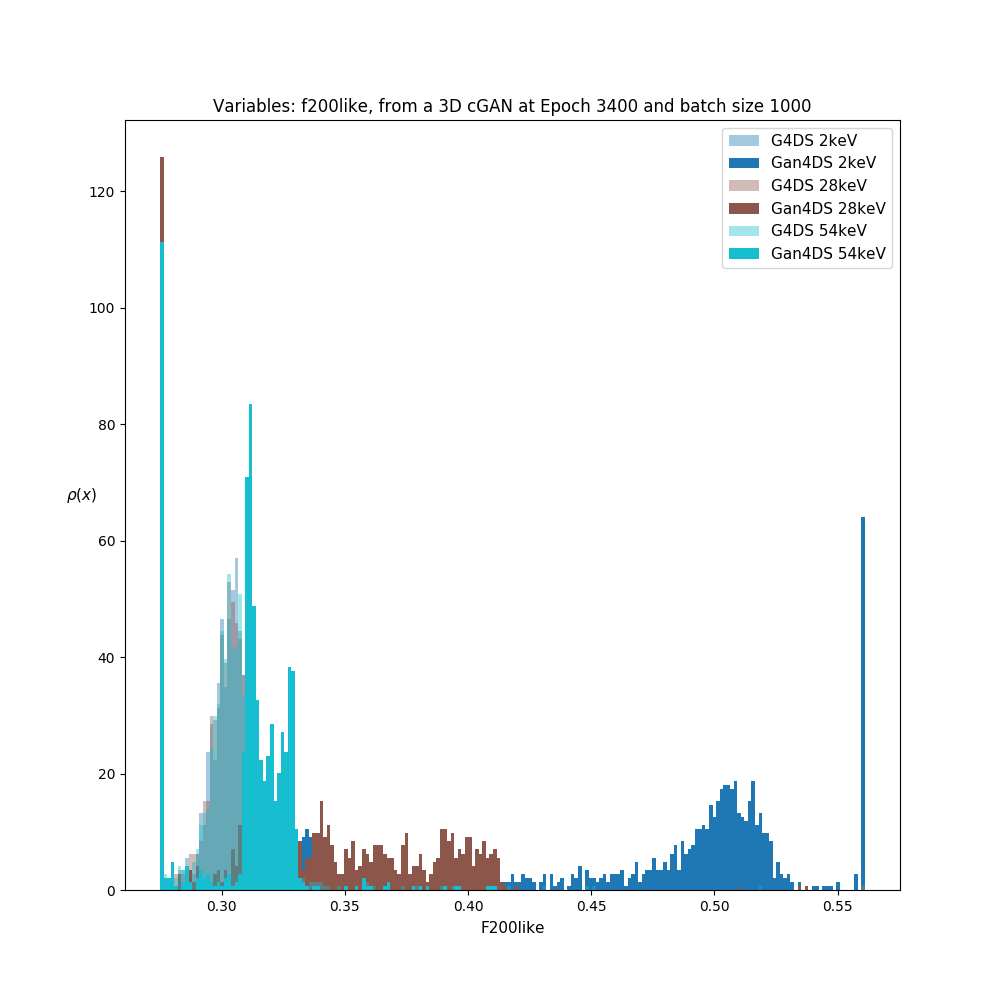 Variables: f200like, from a 3D cGAN at Epoch 3400 and batch size 1000
G4DS 2keV
Gan4DS 2keV
G4DS 28keV
Gan4DS 28keV
G4DS 54keV
Gan4DS 54keV
120
100
80
60
40
20
0
ρ(x)
0.30 0.35 0.40 0.45 0.50 0.55
F200like